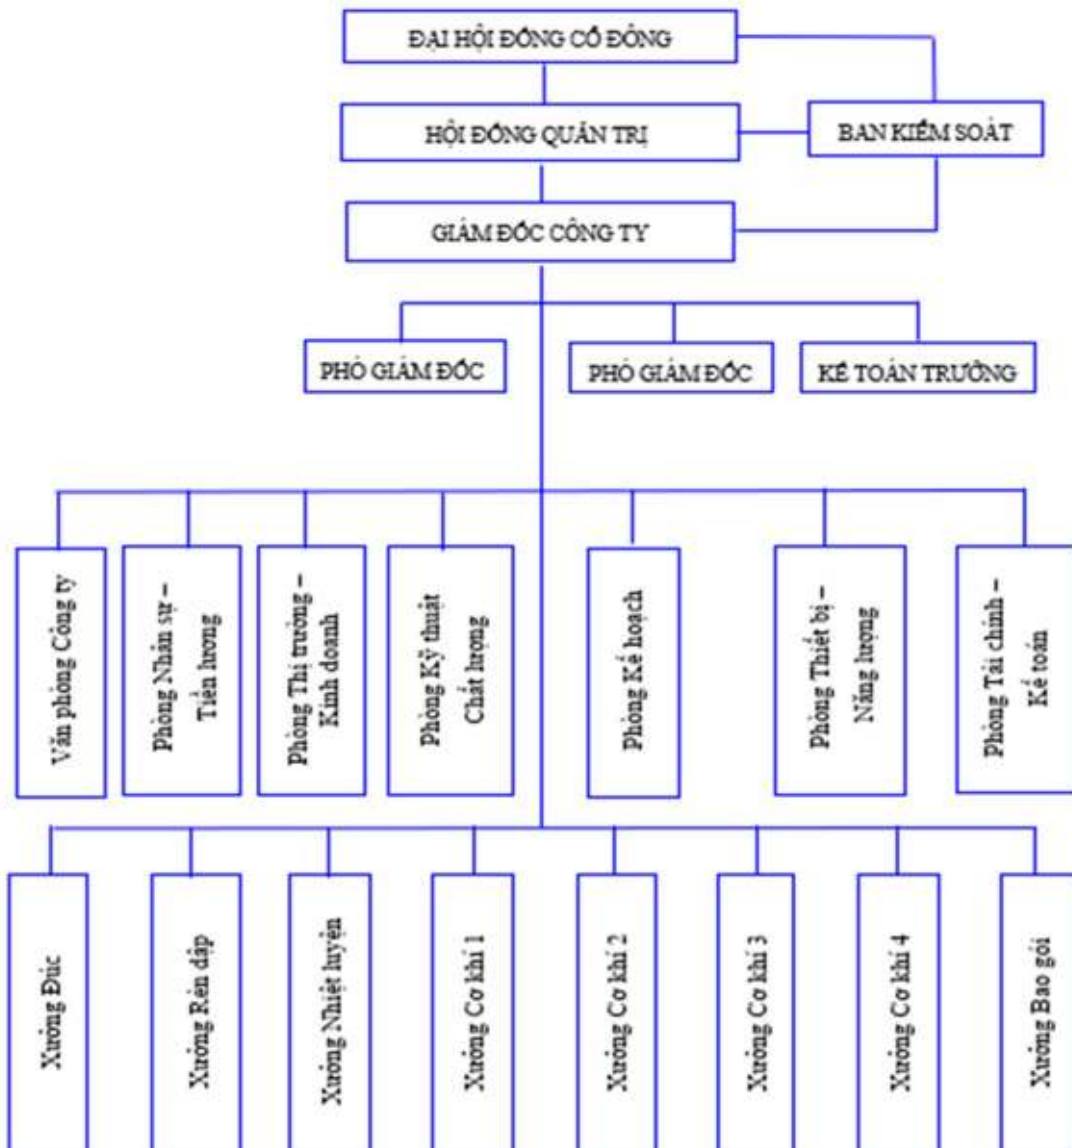 ĐẠI HỘI ĐỒNG CỔ ĐÔNG
HỘI ĐỒNG QUẢN TRỊ
BAN KIỂM SOÁT
GIÁM ĐỐC CÔNG TY
PHÓ GIÁM ĐỐC
PHÓ GIÁM ĐỐC
KẾ TOÁN TRƯỞNG
Văn phòng Công ty
Phòng Nhân sự –
Tiền lương
Phòng Thị trường –
Kinh doanh
Phòng Kỹ thuật
Chất lượng
Phòng Kế hoạch
Phòng Thiết bị –
Năng lượng
Phòng Tài chính –
Kế toán
Xưởng Đúc
Xưởng Rèn dập
Xưởng Nhiệt luyện
Xưởng Cơ khí 1
Xưởng Cơ khí 2
Xưởng Cơ khí 3
Xưởng Cơ khí 4
Xưởng Bao gói